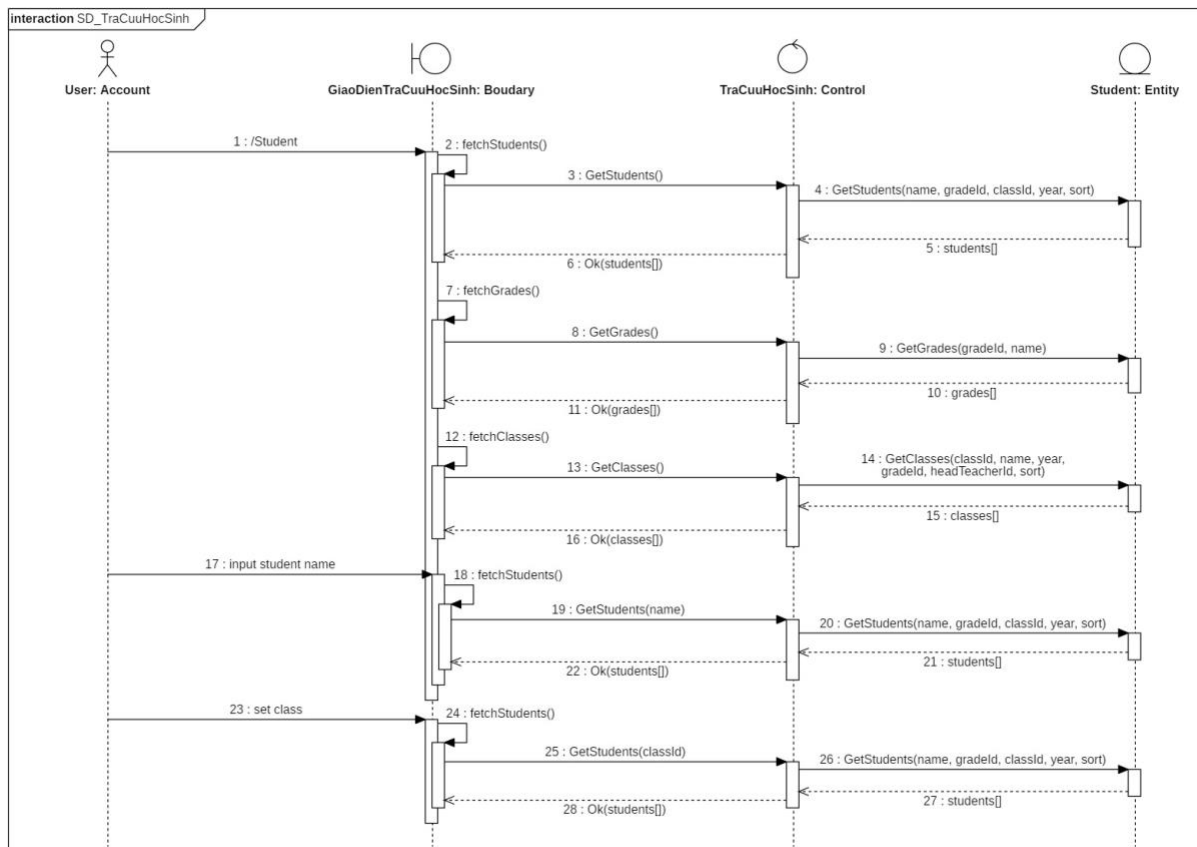 interaction SD_TraCuuHocSinh
User: Account
GiaoDienTraCuuHocSinh: Boudary
TraCuuHocSinh: Control
Student: Entity
1 : /Student
2 : fetchStudents()
3 : GetStudents()
4 : GetStudents(name, gradeId, classId, year, sort)
5 : students[]
6 : Ok(students[])
7 : fetchGrades()
8 : GetGrades()
9 : GetGrades(gradeId, name)
10 : grades[]
11 : Ok(grades[])
12 : fetchClasses()
13 : GetClasses()
14 : GetClasses(classId, name, year,
gradeId, headTeacherId, sort)
15 : classes[]
16 : Ok(classes[])
17 : input student name
18 : fetchStudents()
19 : GetStudents(name)
20 : GetStudents(name, gradeId, classId, year, sort)
21 : students[]
22 : Ok(students[])
23 : set class
24 : fetchStudents()
25 : GetStudents(classId)
26 : GetStudents(name, gradeId, classId, year, sort)
27 : students[]
28 : Ok(students[])